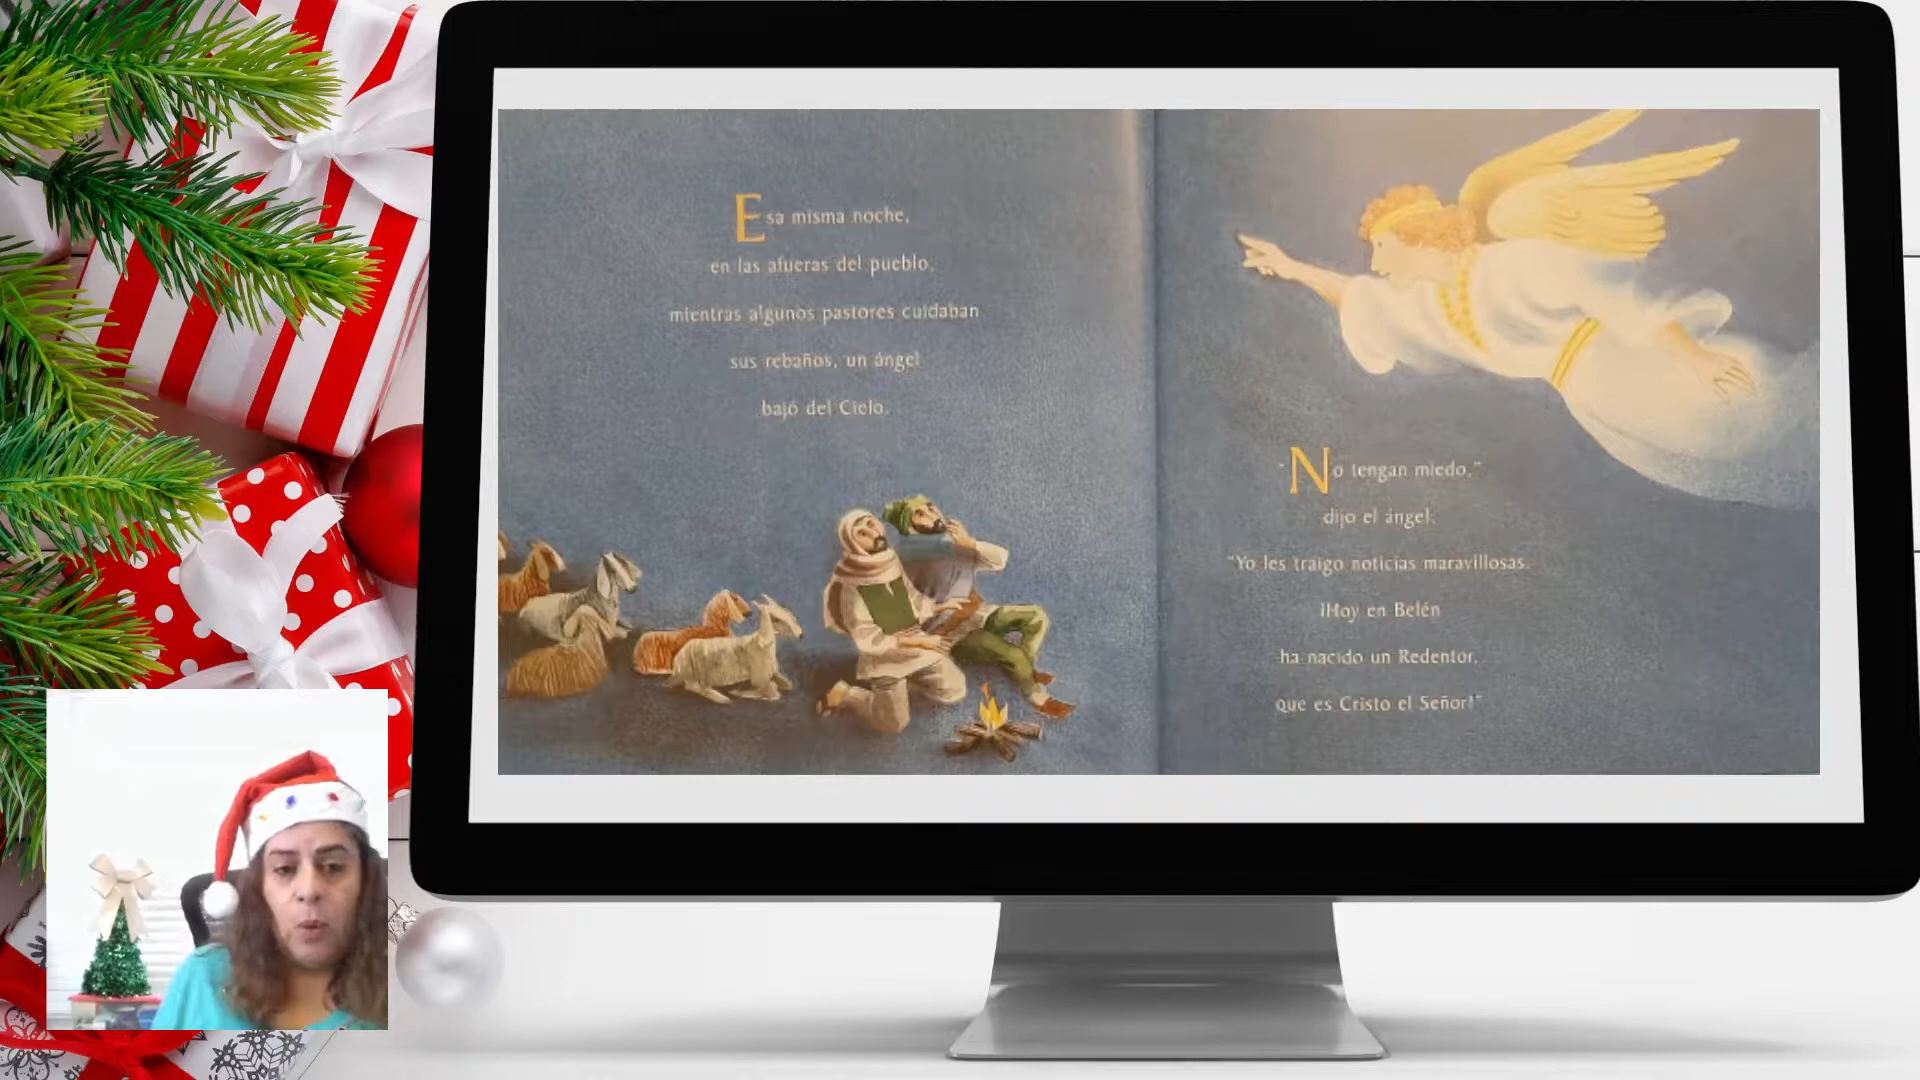 Esa misma noche,
en las afueras del pueblo,
mientras algunos pastores cuidaban
sus rebaños, un ángel
bajó del Cielo.
"No tengan miedo,"
dijo el ángel.
"Yo les traigo noticias maravillosas.
¡Hoy en Belén
ha nacido un Redentor,
que es Cristo el Señor!"